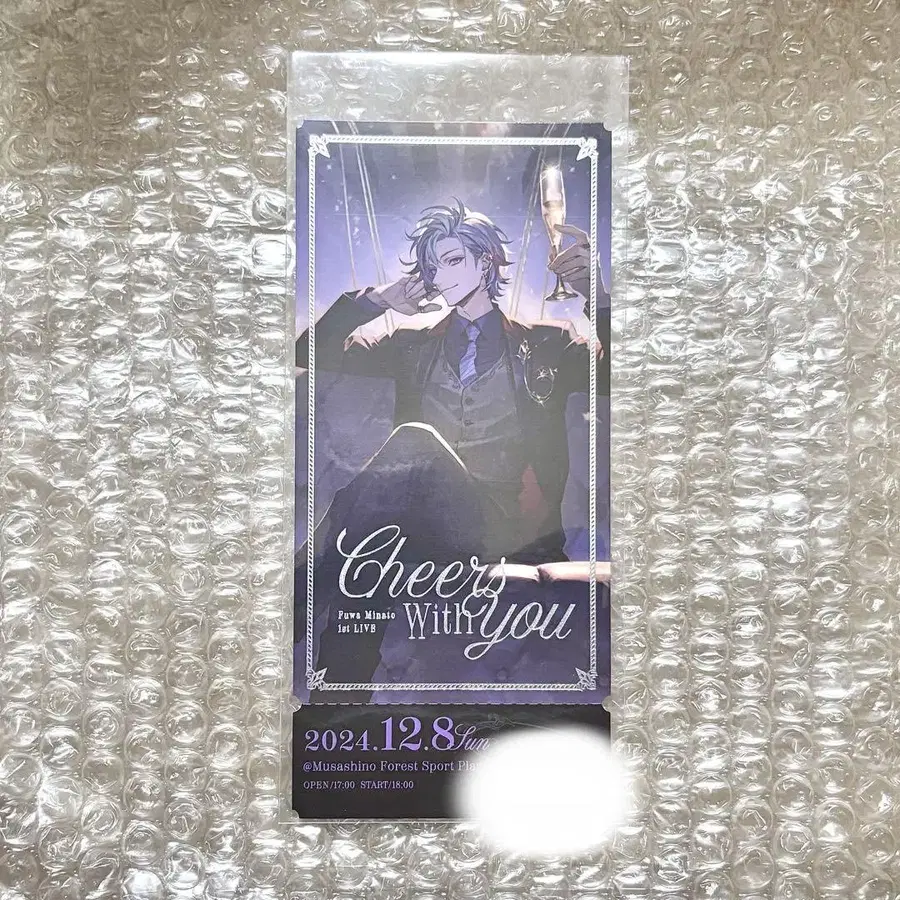 Cheers
With you
Fuwa Minato
1st LIVE
2024.12.8 Sun
@Musashino Forest Sport
OPEN/17:00 START/18:00